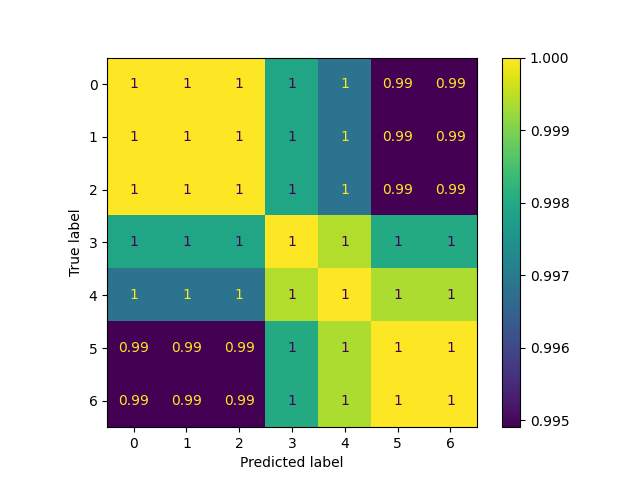 0 1 1 1 1 1 0.99 0.99 1.000
1 1 1 1 1 1 0.99 0.99 0.999
2 1 1 1 1 1 0.99 0.99 0.998
3 1 1 1 1 1 1 1
4 1 1 1 1 1 1 1 0.997
5 0.99 0.99 0.99 1 1 1 1 0.996
6 0.99 0.99 0.99 1 1 1 1 0.995
0 1 2 3 4 5 6
Predicted label
True label